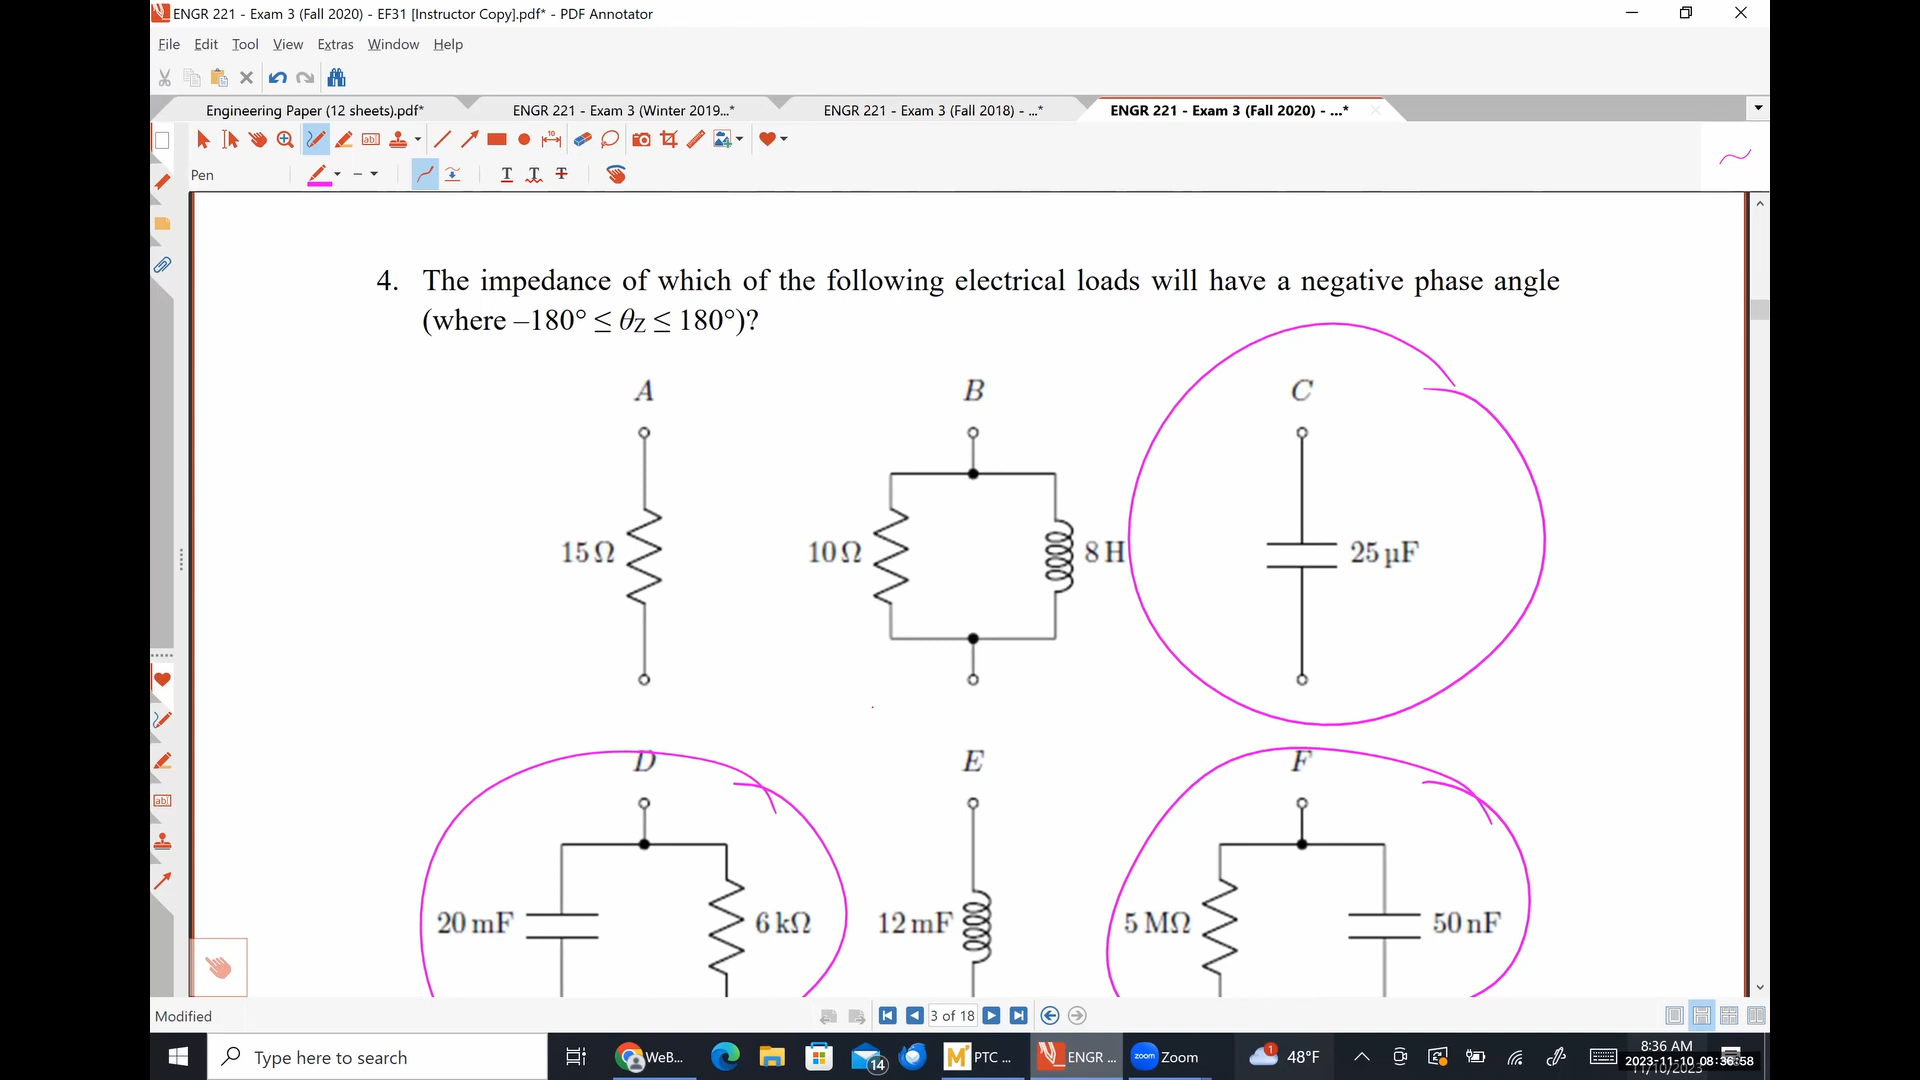 ENGR 221 - Exam 3 (Fall 2020) - EF31 [Instructor Copy].pdf* - PDF Annotator
File Edit Tool View Extras Window Help
Engineering Paper (12 sheets).pdf* ENGR 221 - Exam 3 (Winter 2019...* ENGR 221 - Exam 3 (Fall 2018) - ...* ENGR 221 - Exam 3 (Fall 2020) - ...*
Pen
4. The impedance of which of the following electrical loads will have a negative phase angle
(where –180° ≤ θZ ≤ 180°)?
A B C
15 Ω 10 Ω 8 H 25 μF
D E F
20 mF 6 kΩ 12 mF 5 MΩ 50 nF
Modified 3 of 18
Type here to search WeB... 14 PTC ... ENGR ... zoom Zoom 1 48°F 8:36 AM
2023-11-10 08:36:58